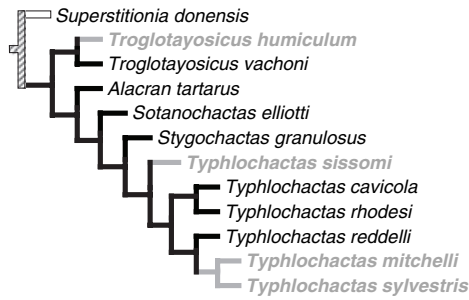 Superstitionia donensis
Troglotayosicus humiculum
Troglotayosicus vachoni
Alacran tartarus
Sotanochactas elliotti
Stygochactas granulosus
Typhlochactas sissomi
Typhlochactas cavicola
Typhlochactas rhodesi
Typhlochactas reddelli
Typhlochactas mitchelli
Typhlochactas sylvestris